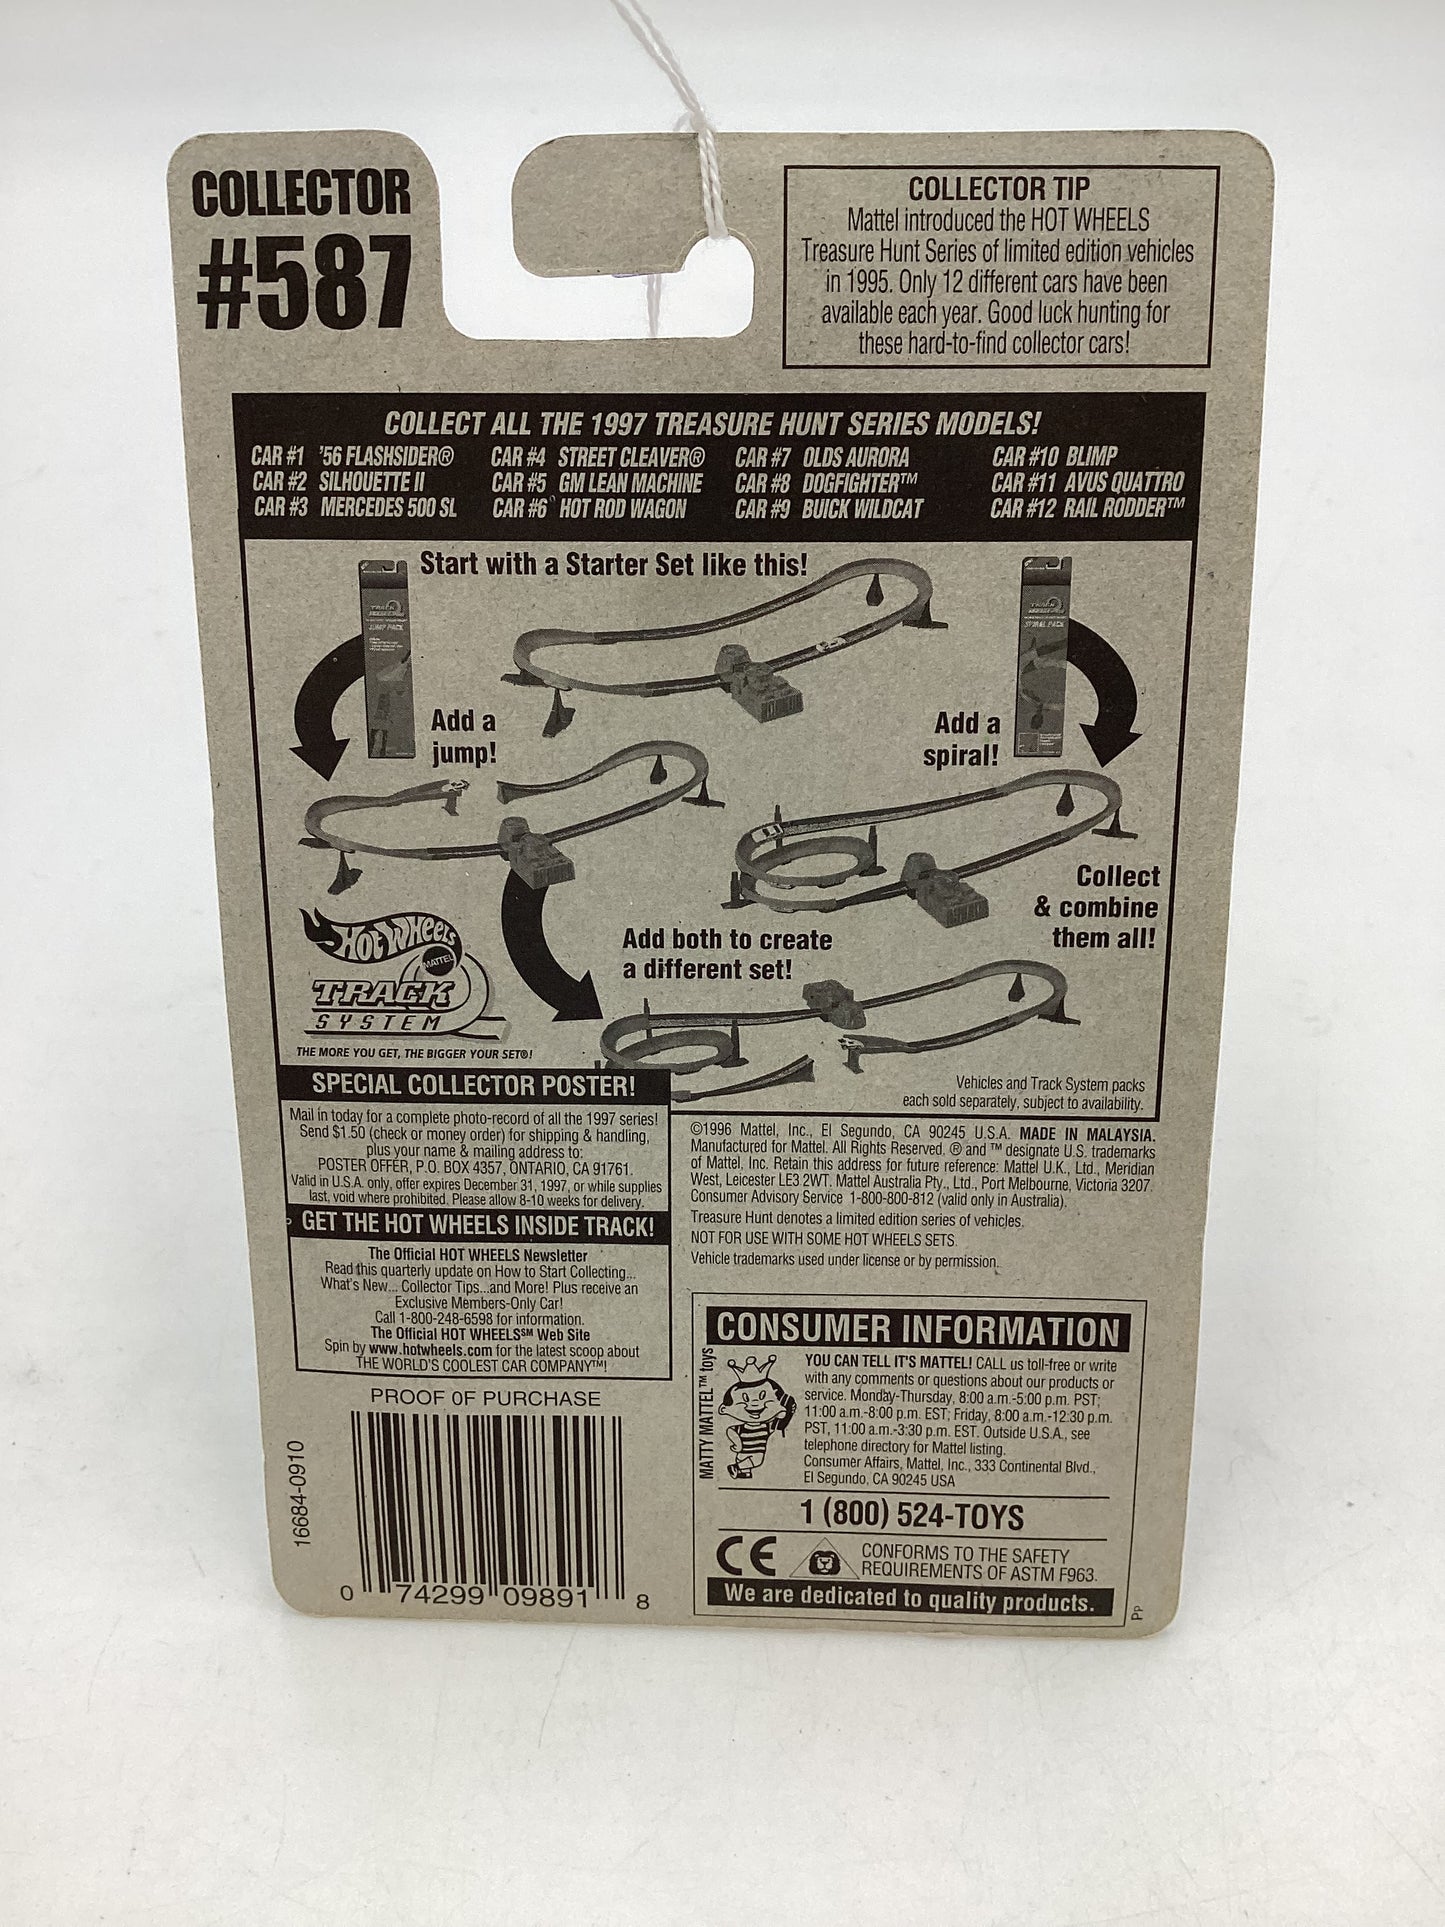 COLLECTOR
#587
COLLECTOR TIP
Mattel introduced the HOT WHEELS
Treasure Hunt Series of limited edition vehicles
in 1995. Only 12 different cars have been
available each year. Good luck hunting for
these hard-to-find collector cars!
COLLECT ALL THE 1997 TREASURE HUNT SERIES MODELS!
CAR #1 '56 FLASHSIDER®
CAR #2 SILHOUETTE II
CAR #3 MERCEDES 500 SL
CAR #4 STREET CLEAVER®
CAR #5 GM LEAN MACHINE
CAR #6 HOT ROD WAGON
CAR #7 OLDS AURORA
CAR #8 DOGFIGHTER™
CAR #9 BUICK WILDCAT
CAR #10 BLIMP
CAR #11 AVUS QUATTRO
CAR #12 RAIL RODDER™
Start with a Starter Set like this!
JUMP PACK
SPIRAL PACK
Add a
jump!
Add a
spiral!
Collect
& combine
them all!
Add both to create
a different set!
HOT WHEELS
MATTEL
TRACK
SYSTEM
THE MORE YOU GET, THE BIGGER YOUR SET®!
Vehicles and Track System packs
each sold separately, subject to availability.
SPECIAL COLLECTOR POSTER!
Mail in today for a complete photo-record of all the 1997 series!
Send $1.50 (check or money order) for shipping & handling,
plus your name & mailing address to:
POSTER OFFER, P.O. BOX 4357, ONTARIO, CA 91761.
Valid in U.S.A. only, offer expires December 31, 1997, or while supplies
last, void where prohibited. Please allow 8-10 weeks for delivery.
GET THE HOT WHEELS INSIDE TRACK!
The Official HOT WHEELS Newsletter
Read this quarterly update on How to Start Collecting...
What's New... Collector Tips...and More! Plus receive an
Exclusive Members-Only Car!
Call 1-800-248-6598 for information.
The Official HOT WHEELS℠ Web Site
Spin by www.hotwheels.com for the latest scoop about
THE WORLD'S COOLEST CAR COMPANY™!
©1996 Mattel, Inc., El Segundo, CA 90245 U.S.A. MADE IN MALAYSIA.
Manufactured for Mattel. All Rights Reserved. ® and ™ designate U.S. trademarks
of Mattel, Inc. Retain this address for future reference: Mattel U.K., Ltd., Meridian
West, Leicester LE3 2WT. Mattel Australia Pty., Ltd., Port Melbourne, Victoria 3207.
Consumer Advisory Service 1-800-800-812 (valid only in Australia).
Treasure Hunt denotes a limited edition series of vehicles.
NOT FOR USE WITH SOME HOT WHEELS SETS.
Vehicle trademarks used under license or by permission.
PROOF OF PURCHASE
16684-0910
0 74299 09891 8
CONSUMER INFORMATION
MATTY MATTEL™ toys
YOU CAN TELL IT'S MATTEL! CALL us toll-free or write
with any comments or questions about our products or
service. Monday-Thursday, 8:00 a.m.-5:00 p.m. PST;
11:00 a.m.-8:00 p.m. EST; Friday, 8:00 a.m.-12:30 p.m.
PST, 11:00 a.m.-3:30 p.m. EST. Outside U.S.A., see
telephone directory for Mattel listing.
Consumer Affairs, Mattel, Inc., 333 Continental Blvd.,
El Segundo, CA 90245 USA
1 (800) 524-TOYS
CE
CONFORMS TO THE SAFETY
REQUIREMENTS OF ASTM F963.
We are dedicated to quality products.
Pp